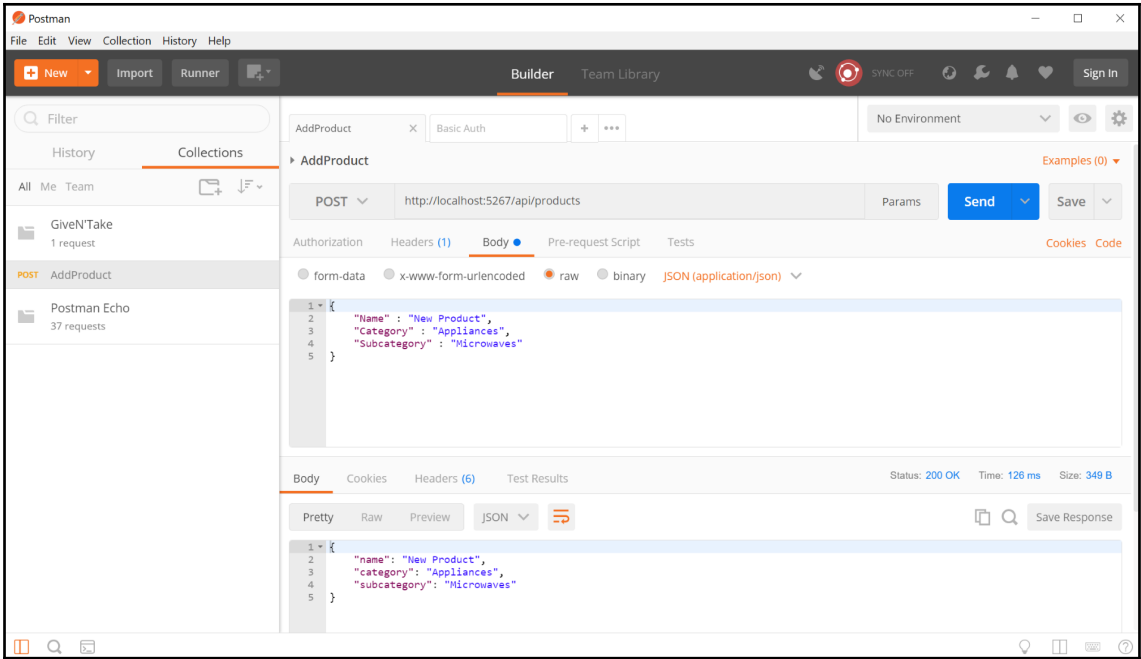 Postman
File Edit View Collection History Help
New Import Runner Builder Team Library SYNC OFF Sign In
Filter
History Collections
All Me Team
GiveN'Take
1 request
POST AddProduct
Postman Echo
37 requests
AddProduct Basic Auth No Environment
AddProduct Examples (0)
POST http://localhost:5267/api/products Params Send Save
Authorization Headers (1) Body Pre-request Script Tests Cookies Code
form-data x-www-form-urlencoded raw binary JSON (application/json)
1 {
2 "Name" : "New Product",
3 "Category" : "Appliances",
4 "Subcategory" : "Microwaves"
5 }
Body Cookies Headers (6) Test Results Status: 200 OK Time: 126 ms Size: 349 B
Pretty Raw Preview JSON Save Response
1 {
2 "name": "New Product",
3 "category": "Appliances",
4 "subcategory": "Microwaves"
5 }